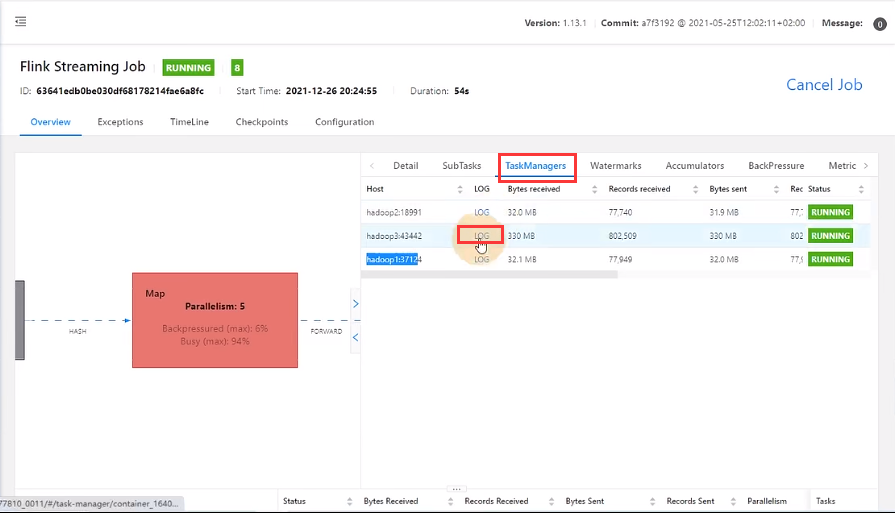 Version: 1.13.1 Commit: a7f3192 @ 2021-05-25T12:02:11+02:00 Message: 0
Flink Streaming Job RUNNING 8
Cancel Job
ID: 63641edb0be030df68178214fae6a8fc Start Time: 2021-12-26 20:24:55 Duration: 54s
Overview Exceptions TimeLine Checkpoints Configuration
Detail SubTasks TaskManagers Watermarks Accumulators BackPressure Metric
Host LOG Bytes received Records received Bytes sent Rec Status
hadoop2:18991 LOG 32.0 MB 77,740 31.9 MB 77, RUNNING
hadoop3:43442 LOG 330 MB 802,509 330 MB 802 RUNNING
hadoop1:37124 LOG 32.1 MB 77,949 32.0 MB 77,9 RUNNING
Map
Parallelism: 5
Backpressured (max): 6%
Busy (max): 94%
HASH
FORWARD
77810_0011/#/task-manager/container_1640...
Status Bytes Received Records Received Bytes Sent Records Sent Parallelism Tasks